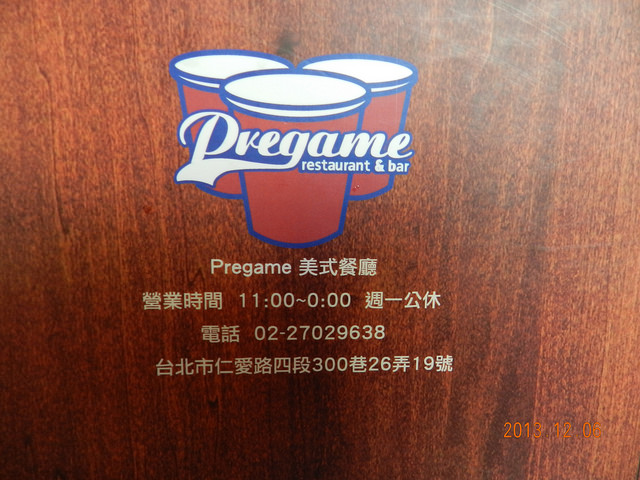 Pregame
restaurant & bar
Pregame 美式餐廳
營業時間 11:00~0:00 週一公休
電話 02-27029638
台北市仁愛路四段300巷26弄19號
2013 12 05